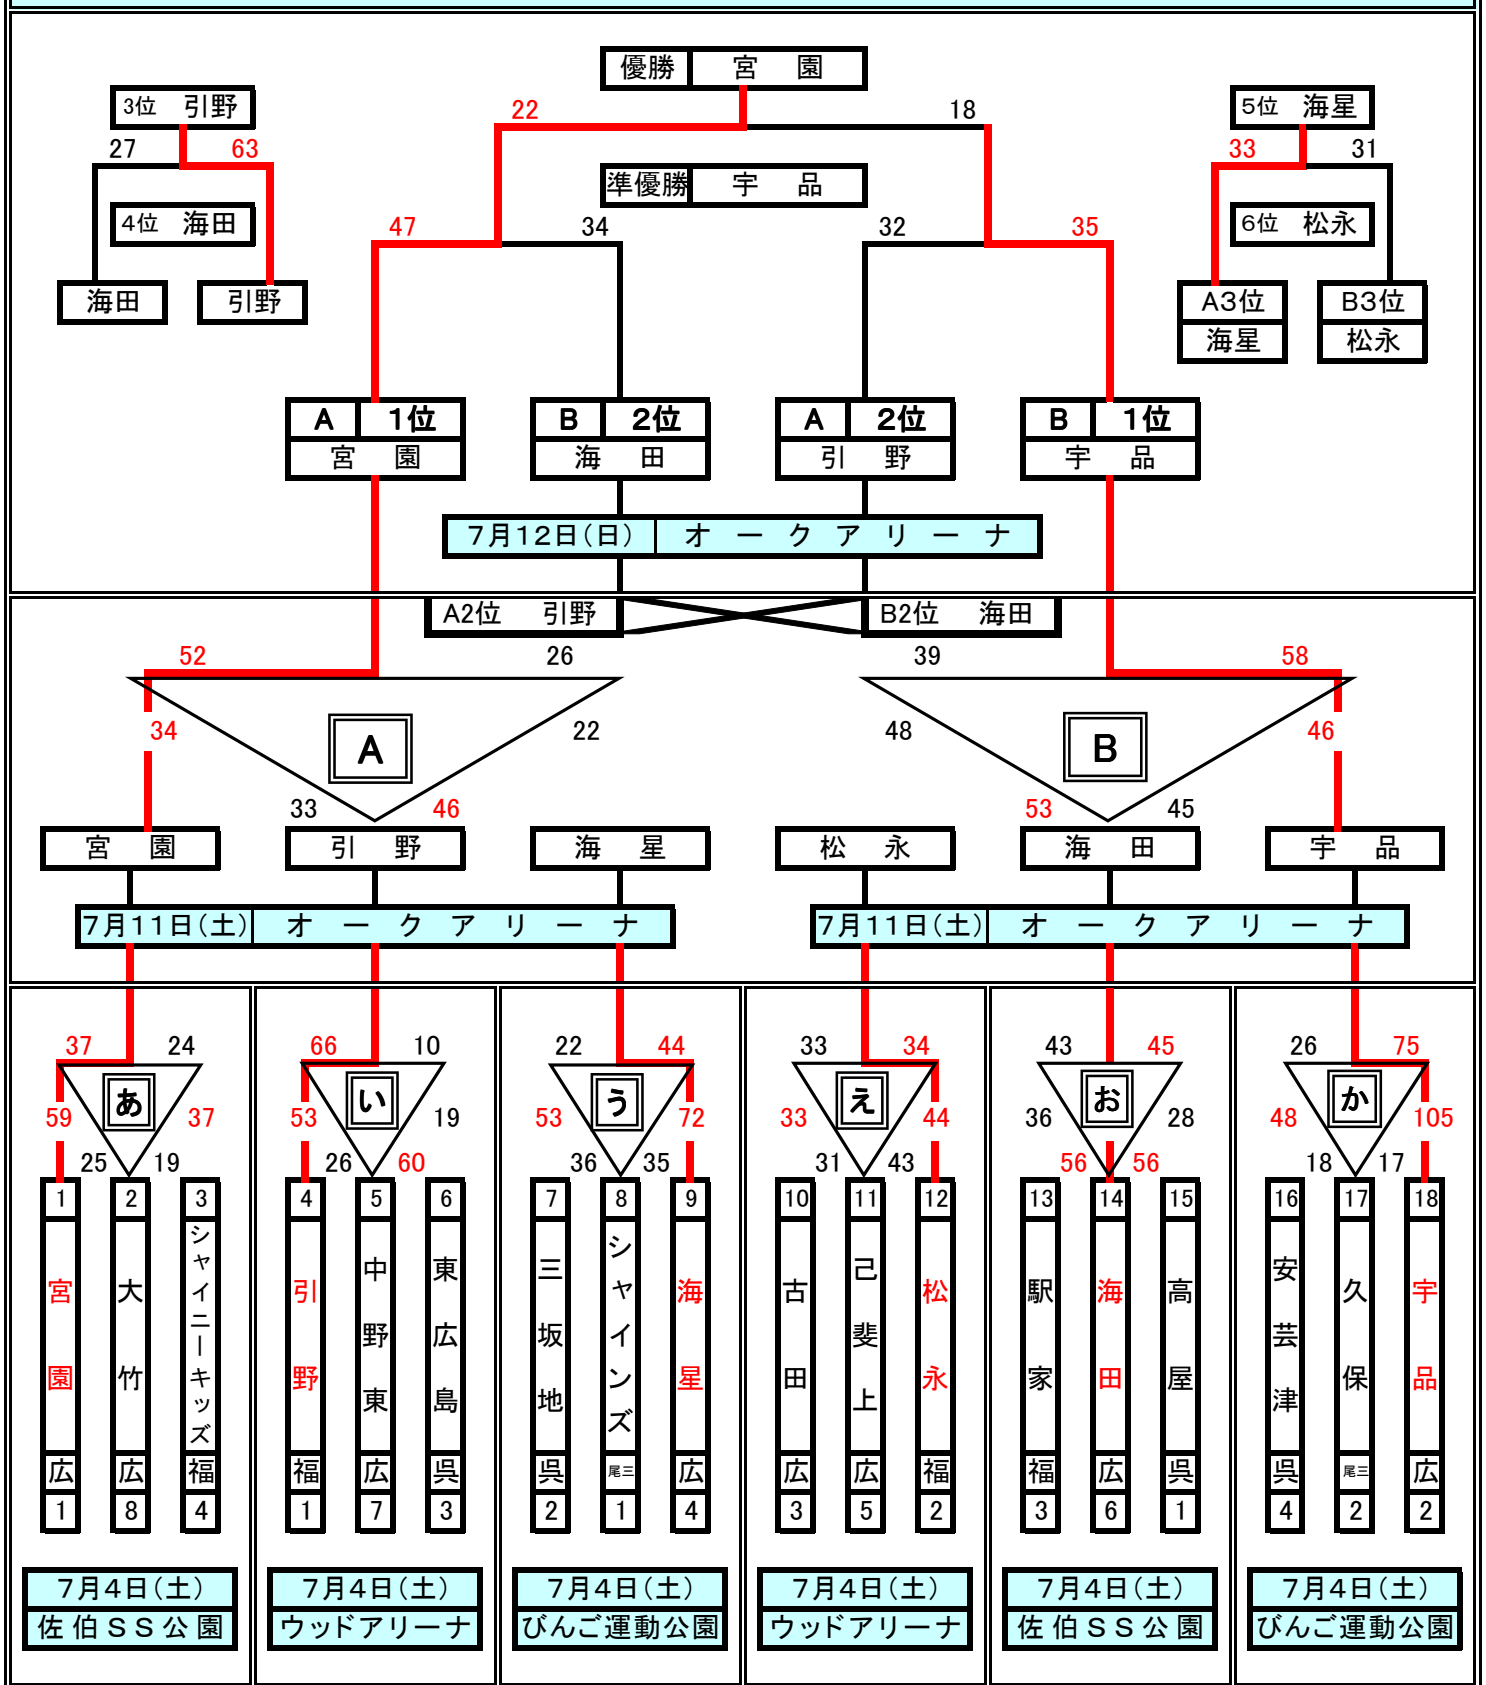 優勝 宮 園
3位 引野
22
18
5位 海星
27 63
33 31
準優勝 宇 品
4位 海田
47 34 32 35
6位 松永
海田 引野
A3位 B3位
海星 松永
A 1位 B 2位 A 2位 B 1位
宮 園 海 田 引 野 宇 品
7月12日(日) オークアリーナ
A2位 引野 B2位 海田
52 26 39 58
34 A 22 48 B 46
33 46 53 45
宮 園 引 野 海 星 松 永 海 田 宇 品
7月11日(土) オークアリーナ 7月11日(土) オークアリーナ
37 24 66 10 22 44 33 34 43 45 26 75
あ い う え お か
59 37 53 19 53 72 33 44 36 28 48 105
25 19 26 60 36 35 31 43 56 56 18 17
1 2 3 4 5 6 7 8 9 10 11 12 13 14 15 16 17 18
宮園
大竹
シャイニーキッズ
引野
中野東
東広島
三坂地
シャインズ
海星
古田
己斐上
松永
駅家
海田
高屋
安芸津
久保
宇品
広 広 福 福 広 呉 呉 尾三 広 広 広 福 福 広 呉 呉 尾三 広
1 8 4 1 7 3 2 1 4 3 5 2 3 6 1 4 2 2
7月4日(土) 7月4日(土) 7月4日(土) 7月4日(土) 7月4日(土) 7月4日(土)
佐伯SS公園 ウッドアリーナ びんご運動公園 ウッドアリーナ 佐伯SS公園 びんご運動公園